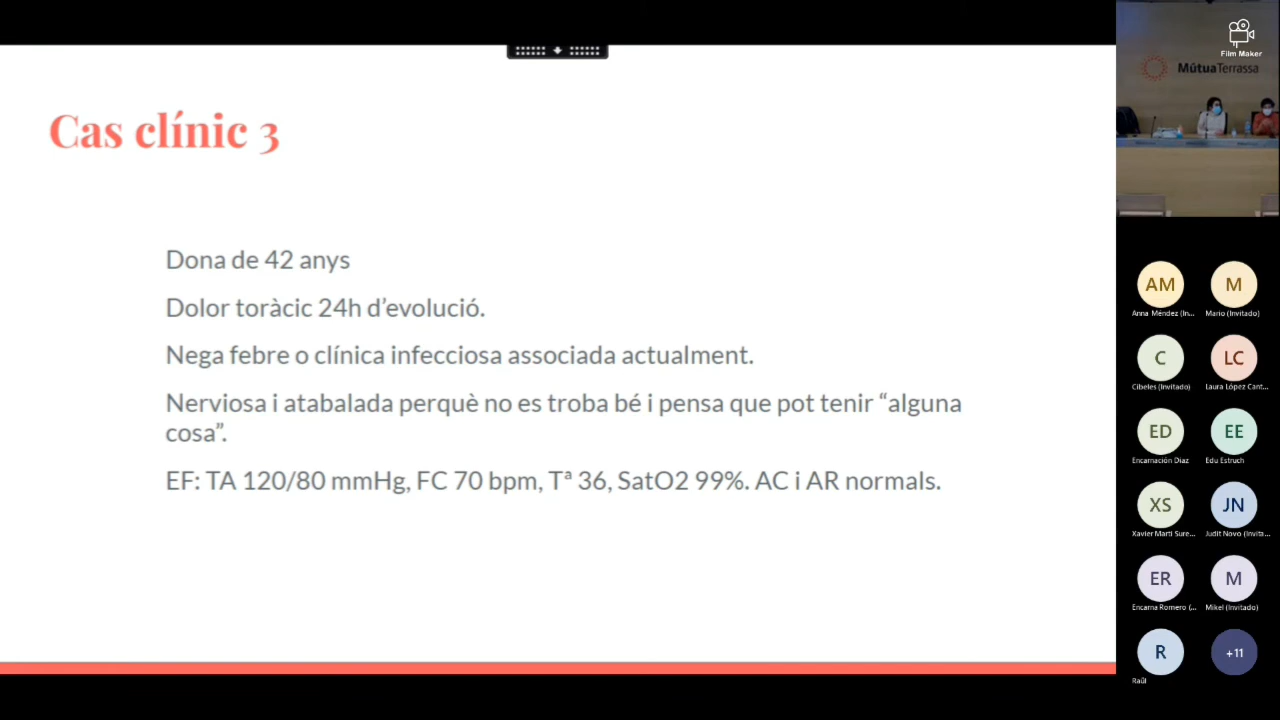 Cas clínic 3
Dona de 42 anys
Dolor toràcic 24h d'evolució.
Nega febre o clínica infecciosa associada actualment.
Nerviosa i atabalada perquè no es troba bé i pensa que pot tenir “alguna
cosa”.
EF: TA 120/80 mmHg, FC 70 bpm, Tª 36, SatO2 99%. AC i AR normals.
Film Maker
MútuaTerrassa
AM
M
Anna Méndez (In...
Mario (Invitado)
C
LC
Cibeles (Invitado)
Laura López Cant...
ED
EE
Encarnación Díaz
Edu Estruch
XS
JN
Xavier Martí Sure...
Judit Novo (Invita...
ER
M
Encarna Romero (...
Mikel (Invitado)
R
+11
Raúl